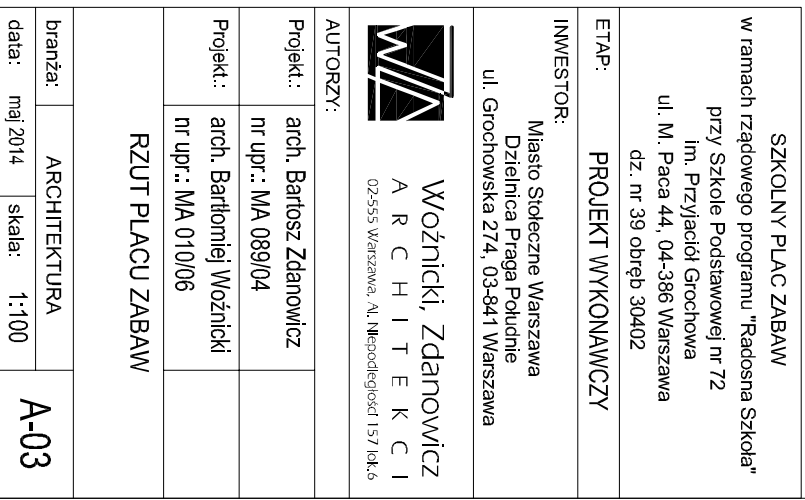 SZKOLNY PLAC ZABAW
w ramach rządowego programu "Radosna Szkoła"
przy Szkole Podstawowej nr 72
im. Przyjaciół Grochowa
ul. M. Paca 44, 04-386 Warszawa
dz. nr 39 obręb 30402
ETAP: PROJEKT WYKONAWCZY
INWESTOR:
Miasto Stołeczne Warszawa
Dzielnica Praga Południe
ul. Grochowska 274, 03-841 Warszawa
Woźnicki, Zdanowicz
ARCHITEKCI
02-555 Warszawa, Al. Niepodległości 157 lok.6
AUTORZY:
Projekt.: arch. Bartosz Zdanowicz
nr upr.: MA 089/04
Projekt.: arch. Bartłomiej Woźnicki
nr upr.: MA 010/06
RZUT PLACU ZABAW
branża: ARCHITEKTURA
data: maj 2014 skala: 1:100
A-03